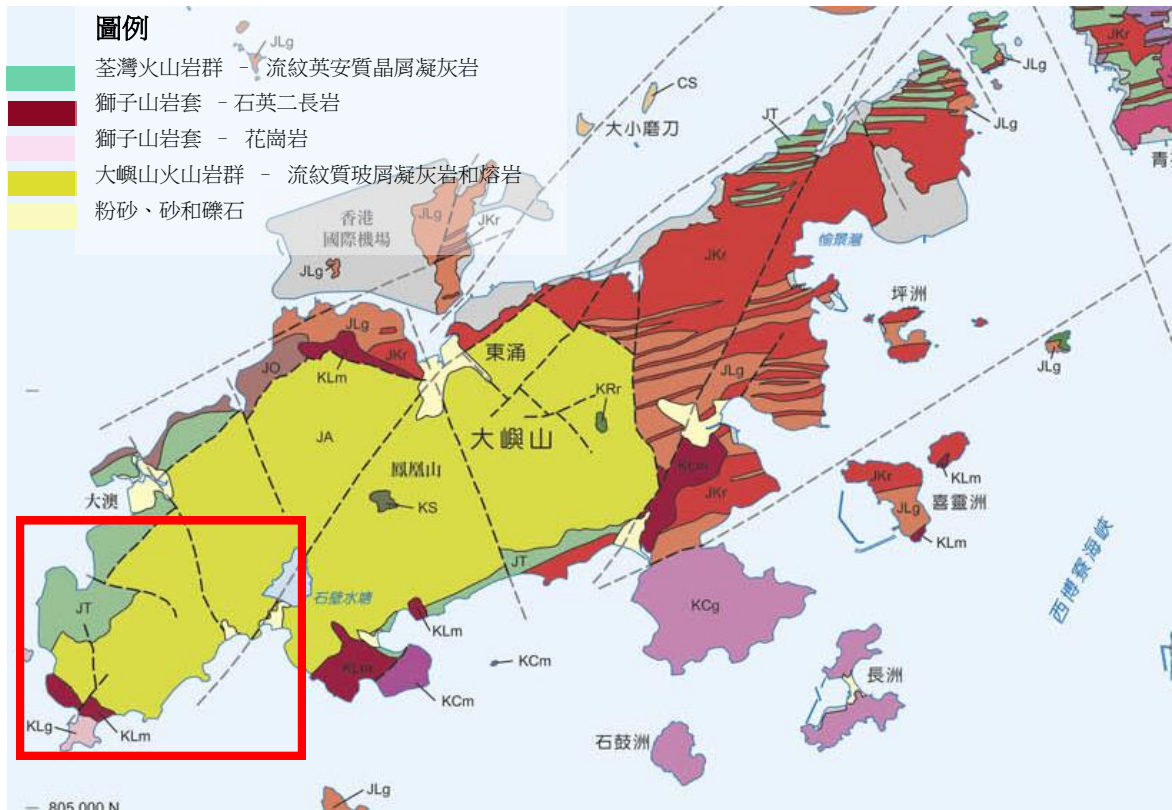 圖例
荃灣火山岩群 - 流紋英安質晶屑凝灰岩
獅子山岩套 - 石英二長岩
獅子山岩套 - 花崗岩
大嶼山火山岩群 - 流紋質玻屑凝灰岩和熔岩
粉砂、砂和礫石
JLg
CS
大小磨刀
JT
JLg
JLg
JKr
青
香港
國際機場
JLg
JKr
JLg
JKr
愉景灣
坪洲
JLg
JLg
JKr
JO
KLm
東涌
JLg
KRr
JA
大嶼山
鳳凰山
KS
大澳
KLm
JKr
JKr
KLm
喜靈洲
JLg
KLm
西博寮海峽
JT
石壁水塘
JT
KLm
KCg
KLm
KCm
KCm
長洲
KLg
KLm
石鼓洲
JLg
805 000 N